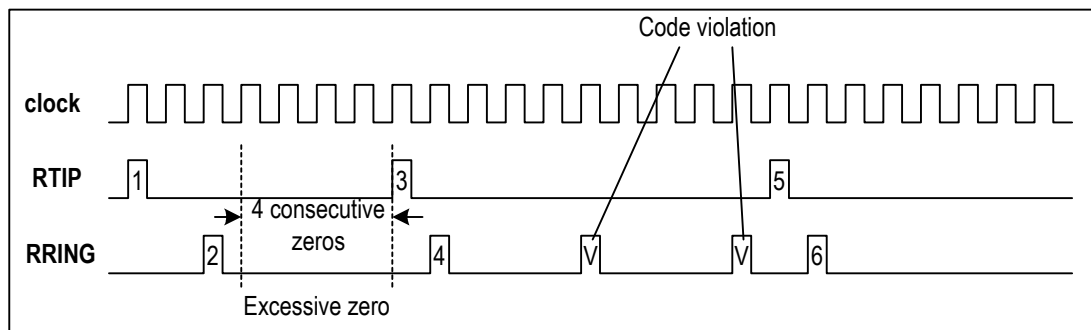 Code violation
clock
RTIP
1
3
5
4 consecutive
zeros
RRING
2
4
V
V
6
Excessive zero